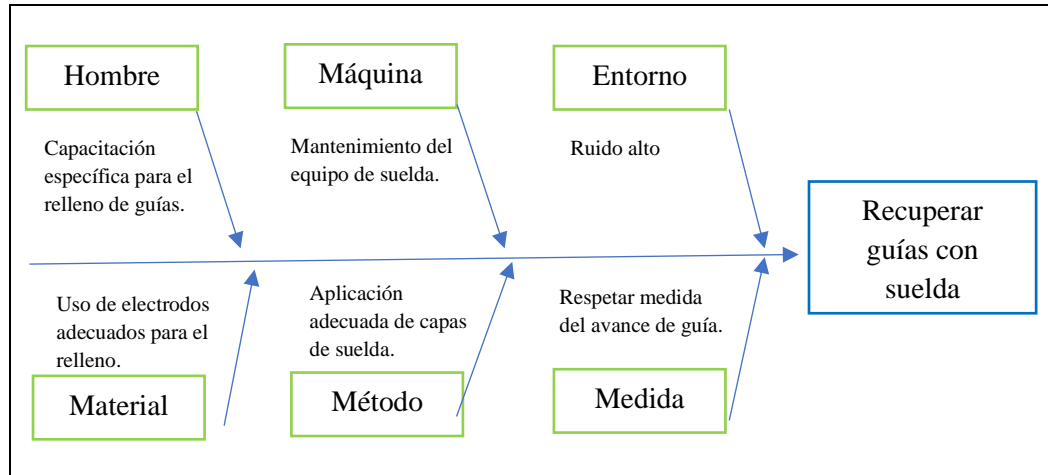 Hombre
Máquina
Entorno
Capacitación
específica para el
relleno de guías.
Mantenimiento del
equipo de suelda.
Ruido alto
Recuperar
guías con
suelda
Uso de electrodos
adecuados para el
relleno.
Aplicación
adecuada de capas
de suelda.
Respetar medida
del avance de guía.
Material
Método
Medida